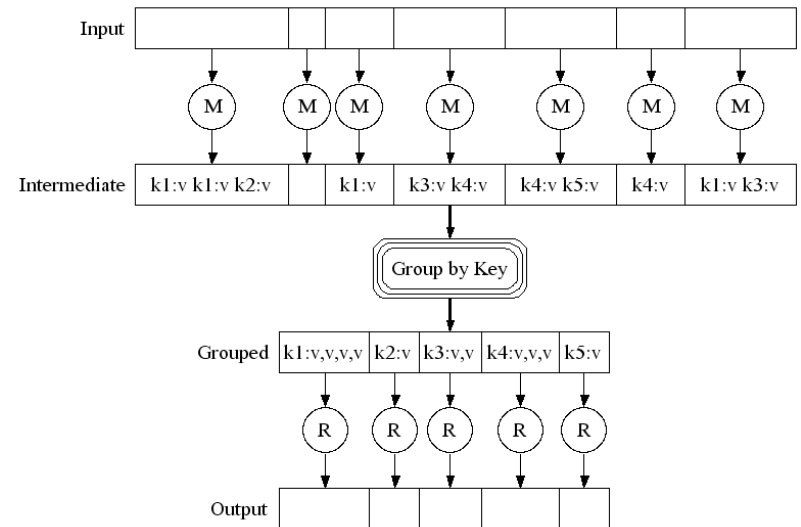 Input
M M M M M M M
Intermediate k1:v k1:v k2:v k1:v k3:v k4:v k4:v k5:v k4:v k1:v k3:v
Group by Key
Grouped k1:v,v,v,v k2:v k3:v,v k4:v,v,v k5:v
R R R R R
Output